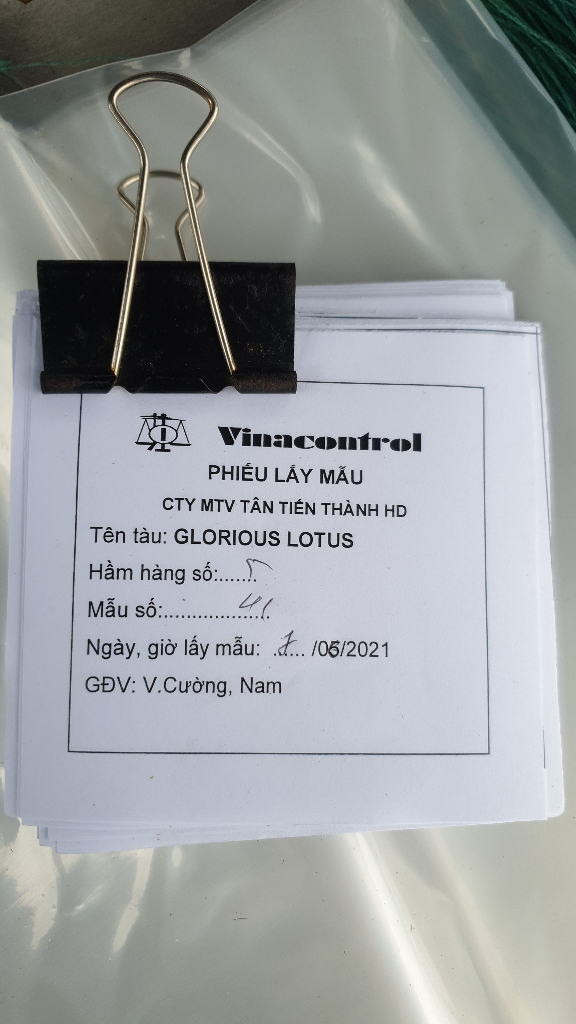 Vinacontrol
PHIẾU LẤY MẪU
CTY MTV TÂN TIẾN THÀNH HD
Tên tàu: GLORIOUS LOTUS
Hầm hàng số:....... 5
Mẫu số:.................... 41
Ngày, giờ lấy mẫu: ...... /06/2021
GĐV: V.Cường, Nam